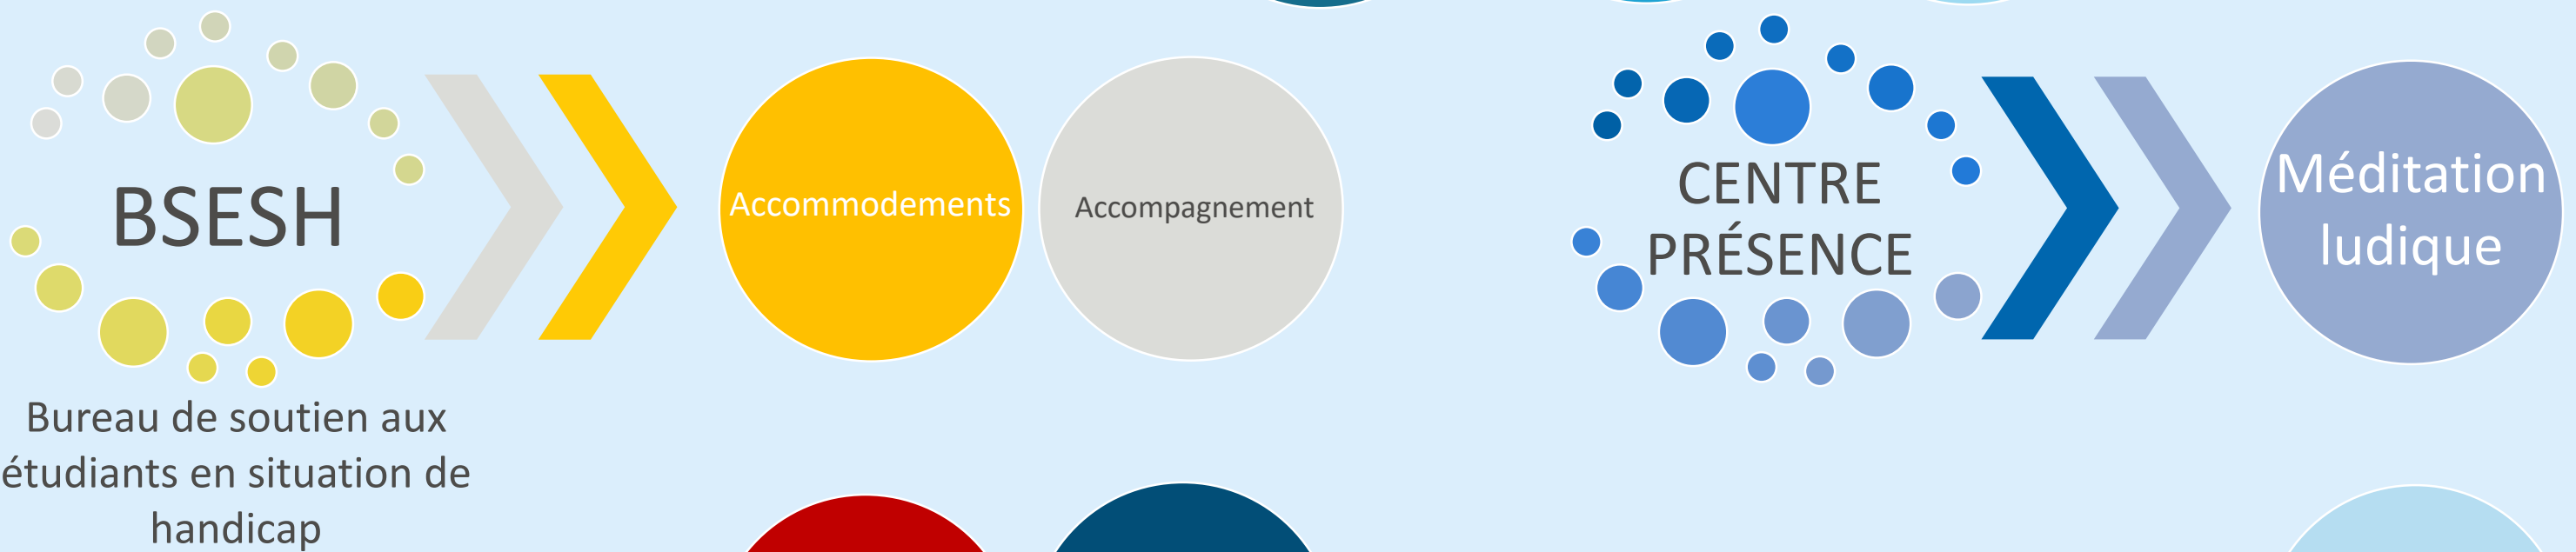 BSESH
Bureau de soutien aux
étudiants en situation de
handicap
Accommodements
Accompagnement
CENTRE
PRÉSENCE
Méditation
ludique